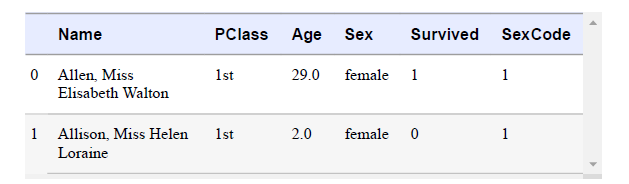 Name PClass Age Sex Survived SexCode
0 Allen, Miss 1st 29.0 female 1 1
Elisabeth Walton
1 Allison, Miss Helen 1st 2.0 female 0 1
Loraine